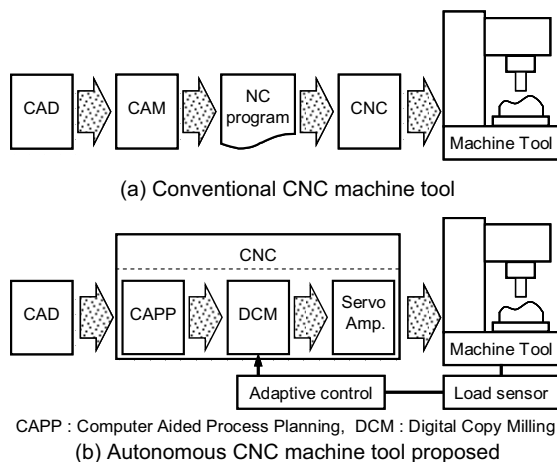 CAD
CAM
NC
program
CNC
Machine Tool
(a) Conventional CNC machine tool
CNC
CAD
CAPP
DCM
Servo
Amp.
Machine Tool
Adaptive control
Load sensor
CAPP : Computer Aided Process Planning, DCM : Digital Copy Milling
(b) Autonomous CNC machine tool proposed